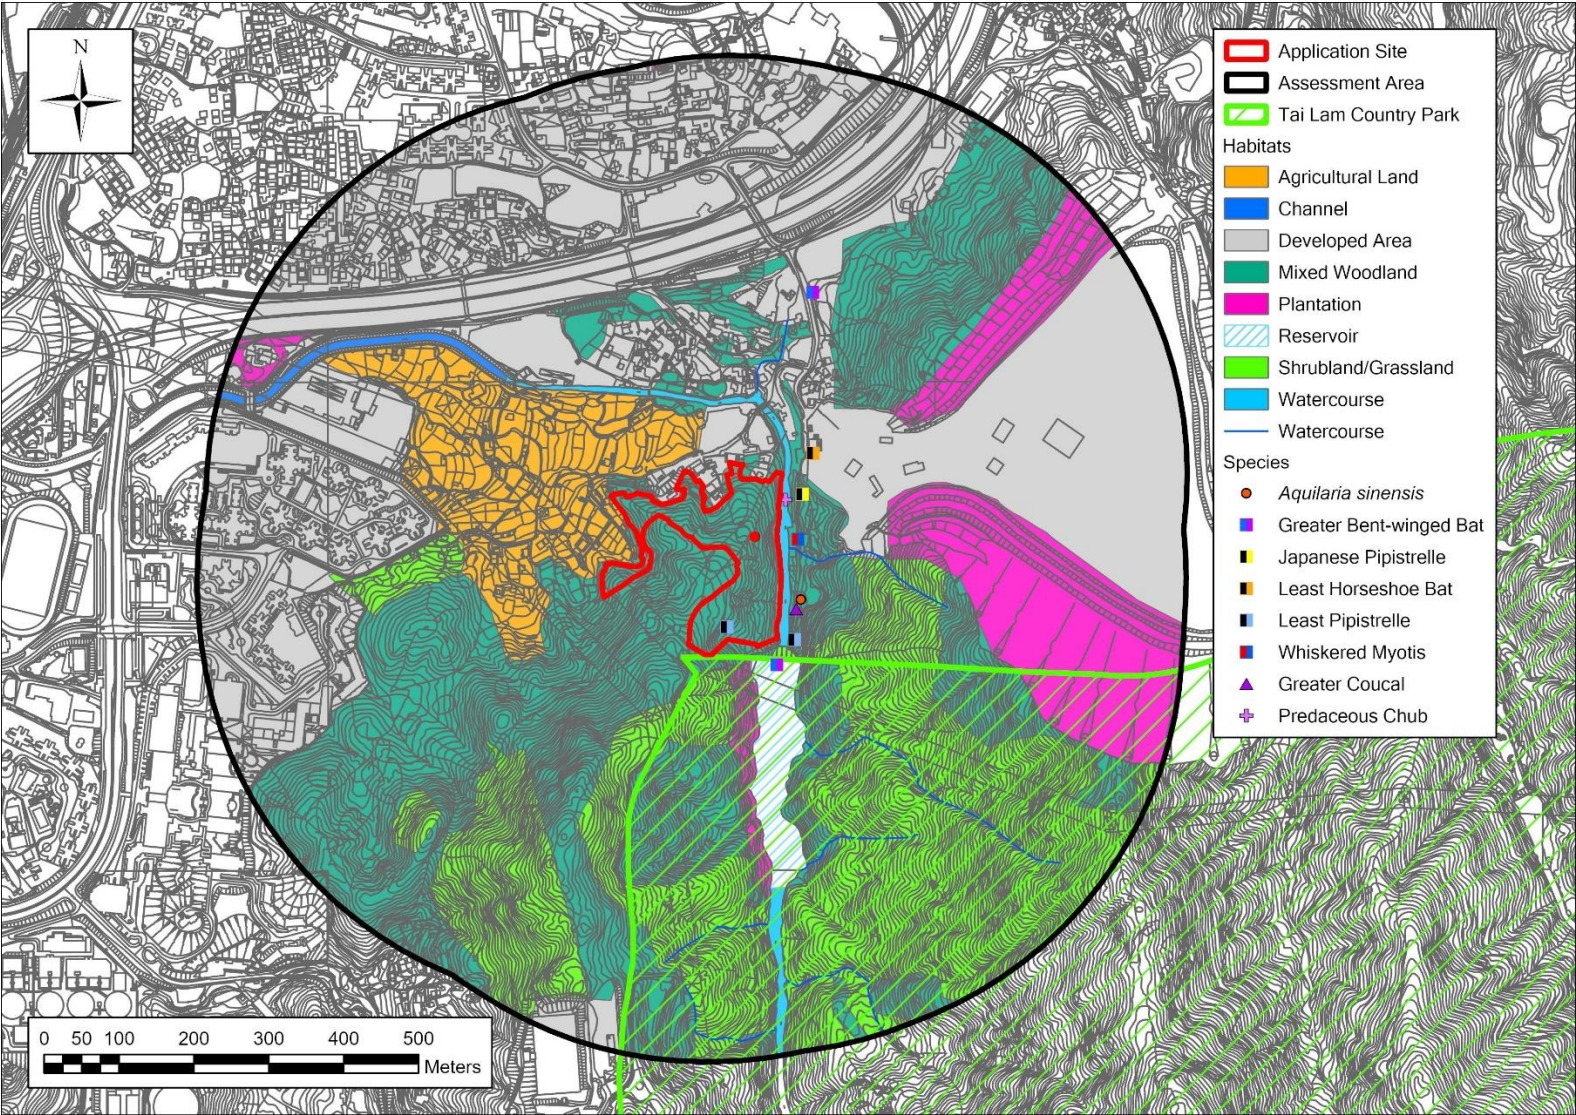 N
Application Site
Assessment Area
Tai Lam Country Park
Habitats
Agricultural Land
Channel
Developed Area
Mixed Woodland
Plantation
Reservoir
Shrubland/Grassland
Watercourse
Watercourse
Species
Aquilaria sinensis
Greater Bent-winged Bat
Japanese Pipistrelle
Least Horseshoe Bat
Least Pipistrelle
Whiskered Myotis
Greater Coucal
Predaceous Chub
0 50 100 200 300 400 500
Meters